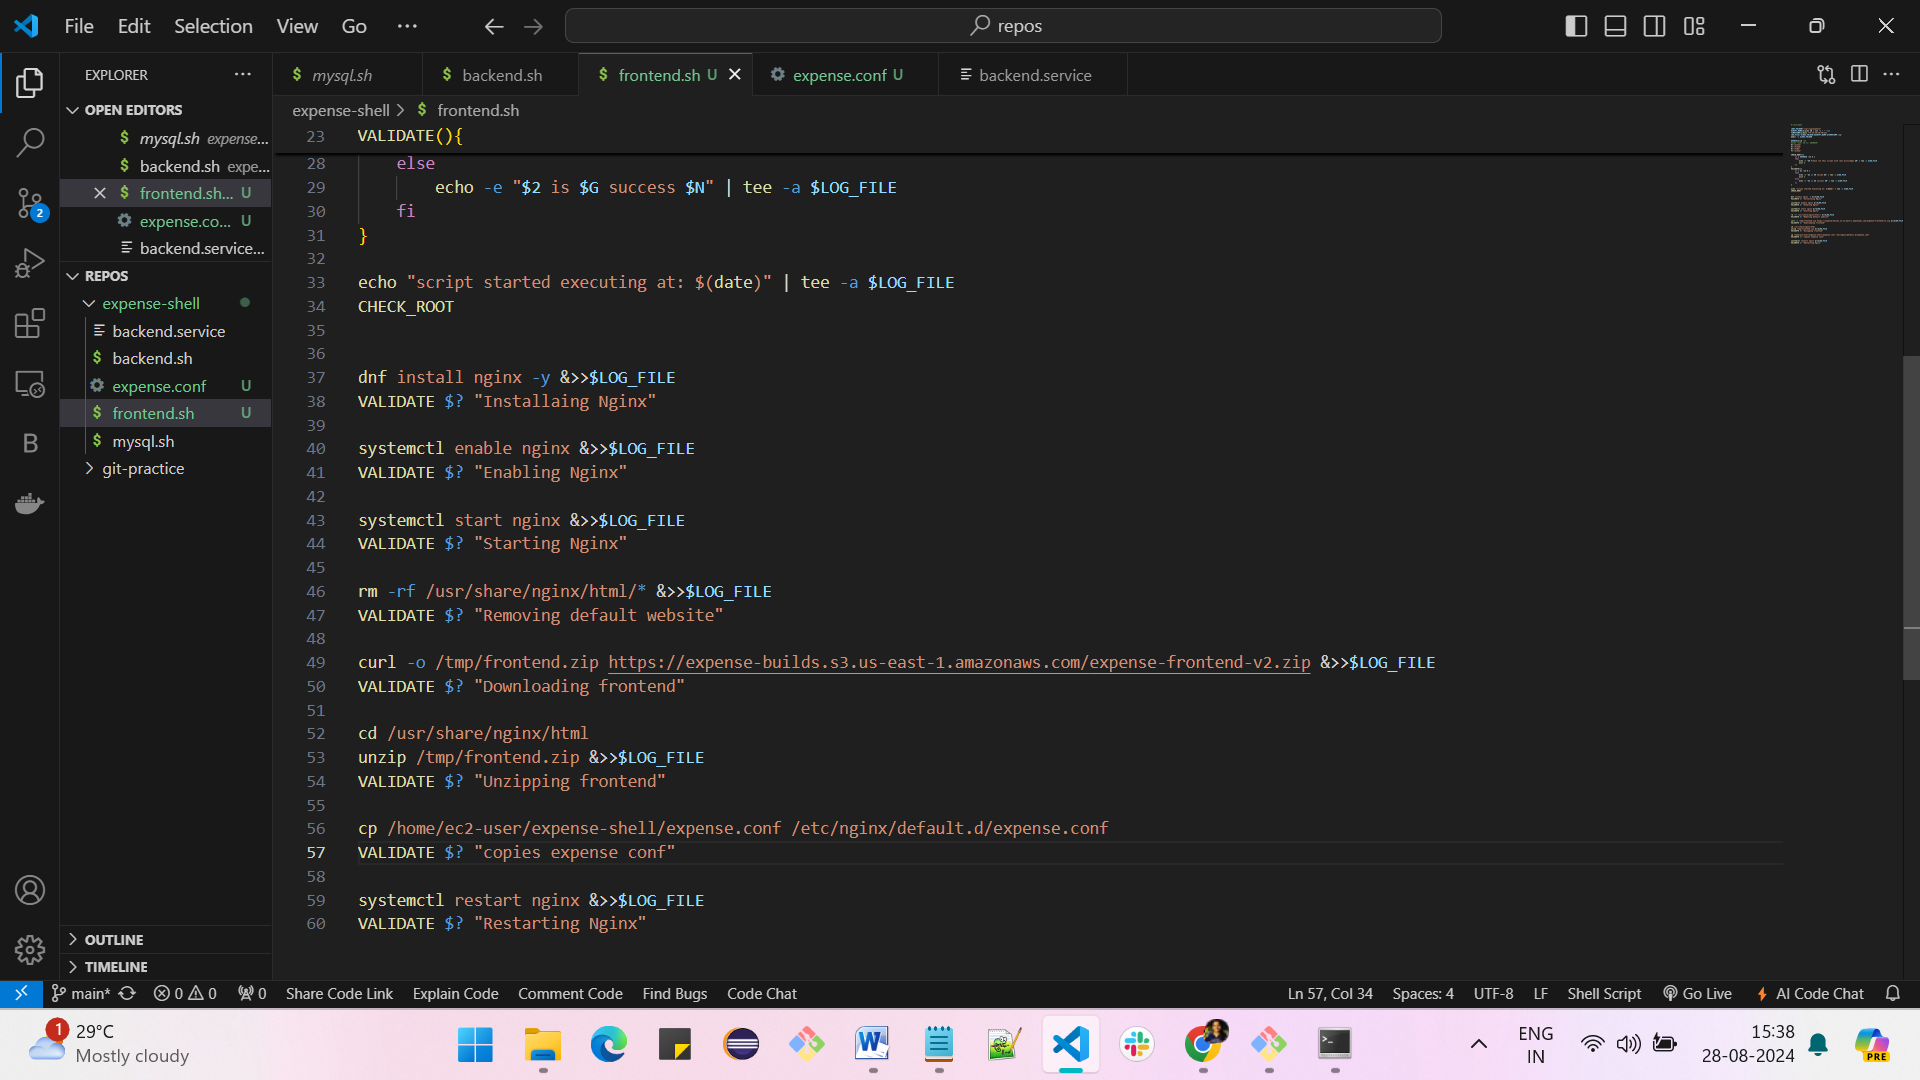 File Edit Selection View Go ··· repos
EXPLORER ···
OPEN EDITORS
$ mysql.sh expense...
$ backend.sh expe...
$ frontend.sh... U
expense.co... U
backend.service...
REPOS
expense-shell
backend.service
$ backend.sh
expense.conf U
$ frontend.sh U
$ mysql.sh
git-practice
OUTLINE
TIMELINE
2
B
$ mysql.sh $ backend.sh $ frontend.sh U expense.conf U backend.service
expense-shell > $ frontend.sh
23 VALIDATE(){
28 else
29 echo -e "$2 is $G success $N" | tee -a $LOG_FILE
30 fi
31 }
32
33 echo "script started executing at: $(date)" | tee -a $LOG_FILE
34 CHECK_ROOT
35
36
37 dnf install nginx -y &>>$LOG_FILE
38 VALIDATE $? "Installaing Nginx"
39
40 systemctl enable nginx &>>$LOG_FILE
41 VALIDATE $? "Enabling Nginx"
42
43 systemctl start nginx &>>$LOG_FILE
44 VALIDATE $? "Starting Nginx"
45
46 rm -rf /usr/share/nginx/html/* &>>$LOG_FILE
47 VALIDATE $? "Removing default website"
48
49 curl -o /tmp/frontend.zip https://expense-builds.s3.us-east-1.amazonaws.com/expense-frontend-v2.zip &>>$LOG_FILE
50 VALIDATE $? "Downloading frontend"
51
52 cd /usr/share/nginx/html
53 unzip /tmp/frontend.zip &>>$LOG_FILE
54 VALIDATE $? "Unzipping frontend"
55
56 cp /home/ec2-user/expense-shell/expense.conf /etc/nginx/default.d/expense.conf
57 VALIDATE $? "copies expense conf"
58
59 systemctl restart nginx &>>$LOG_FILE
60 VALIDATE $? "Restarting Nginx"
main* 0 0 0 Share Code Link Explain Code Comment Code Find Bugs Code Chat Ln 57, Col 34 Spaces: 4 UTF-8 LF Shell Script Go Live AI Code Chat
1 29°C
Mostly cloudy
ENG
IN
15:38
28-08-2024
PRE